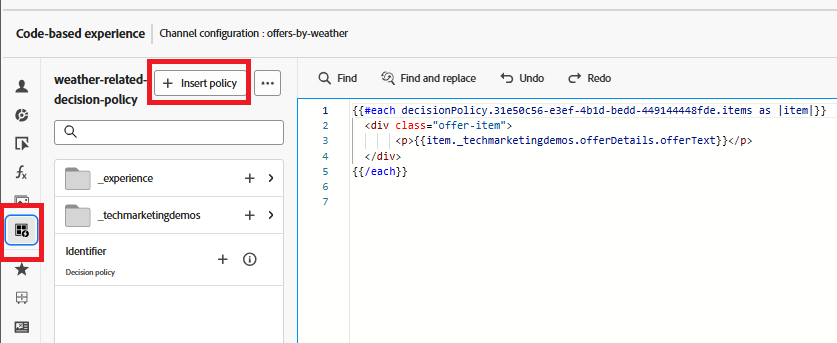 Code-based experience | Channel configuration : offers-by-weather
weather-related-
decision-policy
+ Insert policy
...
Find
Find and replace
Undo
Redo
_experience
_techmarketingdemos
Identifier
Decision policy
1 {{#each decisionPolicy.31e50c56-e3ef-4b1d-bedd-449144448fde.items as |item|}}
2 <div class="offer-item">
3 <p>{{item._techmarketingdemos.offerDetails.offerText}}</p>
4 </div>
5 {{/each}}
6
7